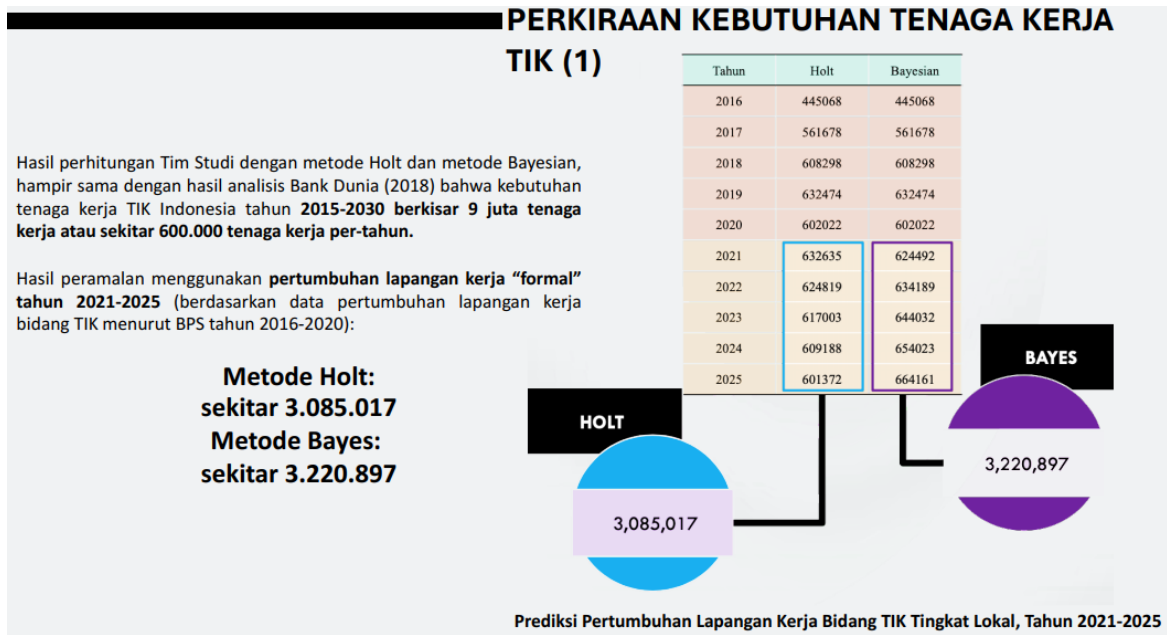 PERKIRAAN KEBUTUHAN TENAGA KERJA
TIK (1)
Hasil perhitungan Tim Studi dengan metode Holt dan metode Bayesian,
hampir sama dengan hasil analisis Bank Dunia (2018) bahwa kebutuhan
tenaga kerja TIK Indonesia tahun 2015-2030 berkisar 9 juta tenaga
kerja atau sekitar 600.000 tenaga kerja per-tahun.
Hasil peramalan menggunakan pertumbuhan lapangan kerja “formal”
tahun 2021-2025 (berdasarkan data pertumbuhan lapangan kerja
bidang TIK menurut BPS tahun 2016-2020):
Metode Holt:
sekitar 3.085.017
Metode Bayes:
sekitar 3.220.897
Tahun Holt Bayesian
2016 445068 445068
2017 561678 561678
2018 608298 608298
2019 632474 632474
2020 602022 602022
2021 632635 624492
2022 624819 634189
2023 617003 644032
2024 609188 654023
2025 601372 664161
HOLT
3,085,017
BAYES
3,220,897
Prediksi Pertumbuhan Lapangan Kerja Bidang TIK Tingkat Lokal, Tahun 2021-2025